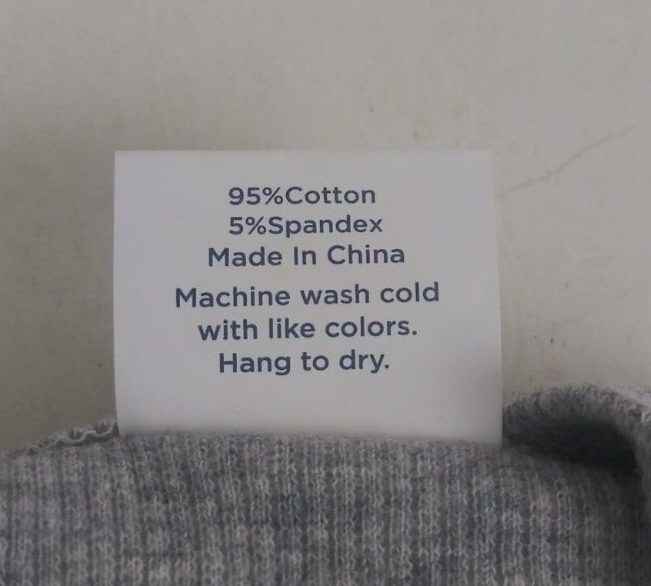 95%Cotton
5%Spandex
Made In China
Machine wash cold
with like colors.
Hang to dry.